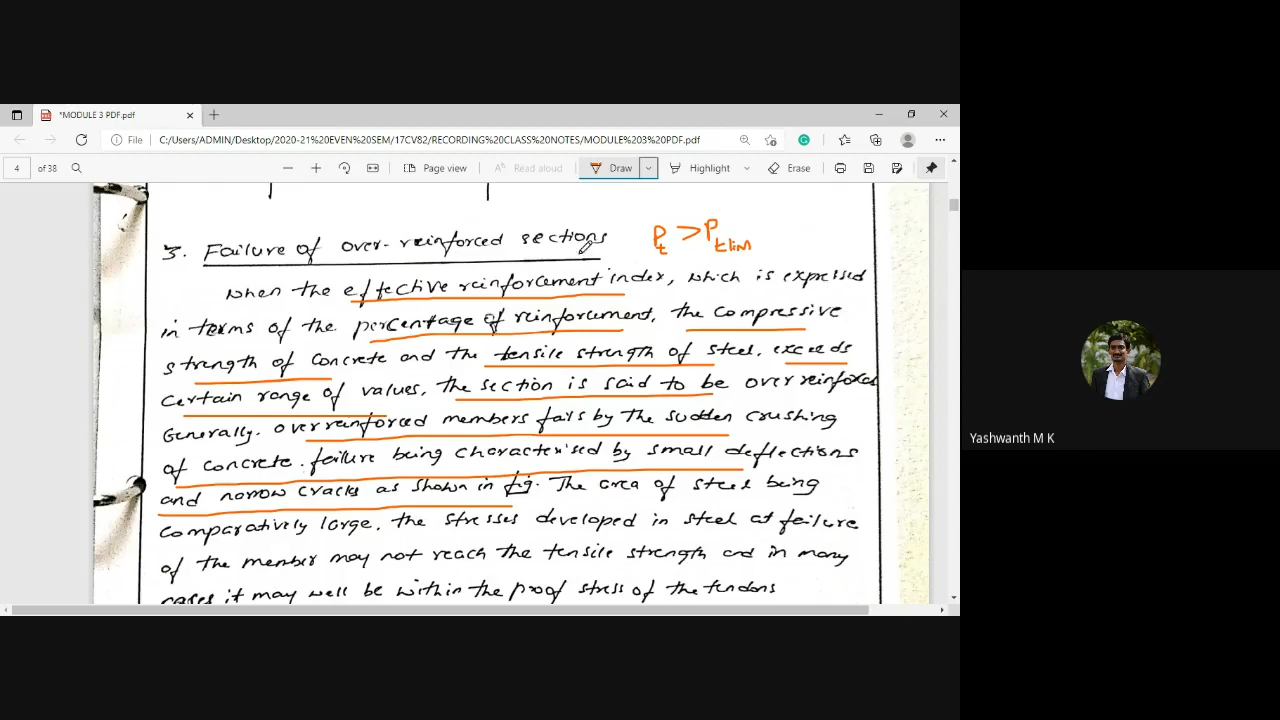 *MODULE 3 PDF.pdf
File
C:/Users/ADMIN/Desktop/2020-21%20EVEN%20SEM/17CV82/RECORDING%20CLASS%20NOTES/MODULE%203%20PDF.pdf
4 of 38
Page view
Read aloud
Draw
Highlight
Erase
3. Failure of over-reinforced sections Pt > Ptlim
When the effective reinforcement index, which is expressed
in terms of the percentage of reinforcement, the compressive
strength of concrete and the tensile strength of steel, exceeds
certain range of values, the section is said to be overreinforced
Generally. overreinforced members fails by the sudden crushing
of concrete. failure being characterised by small deflections
and narrow cracks as shown in fig. The area of steel being
comparatively large, the stresses developed in steel at failure
of the member may not reach the tensile strength and in many
cases it may well be within the proof stress of the tendons
Yashwanth M K